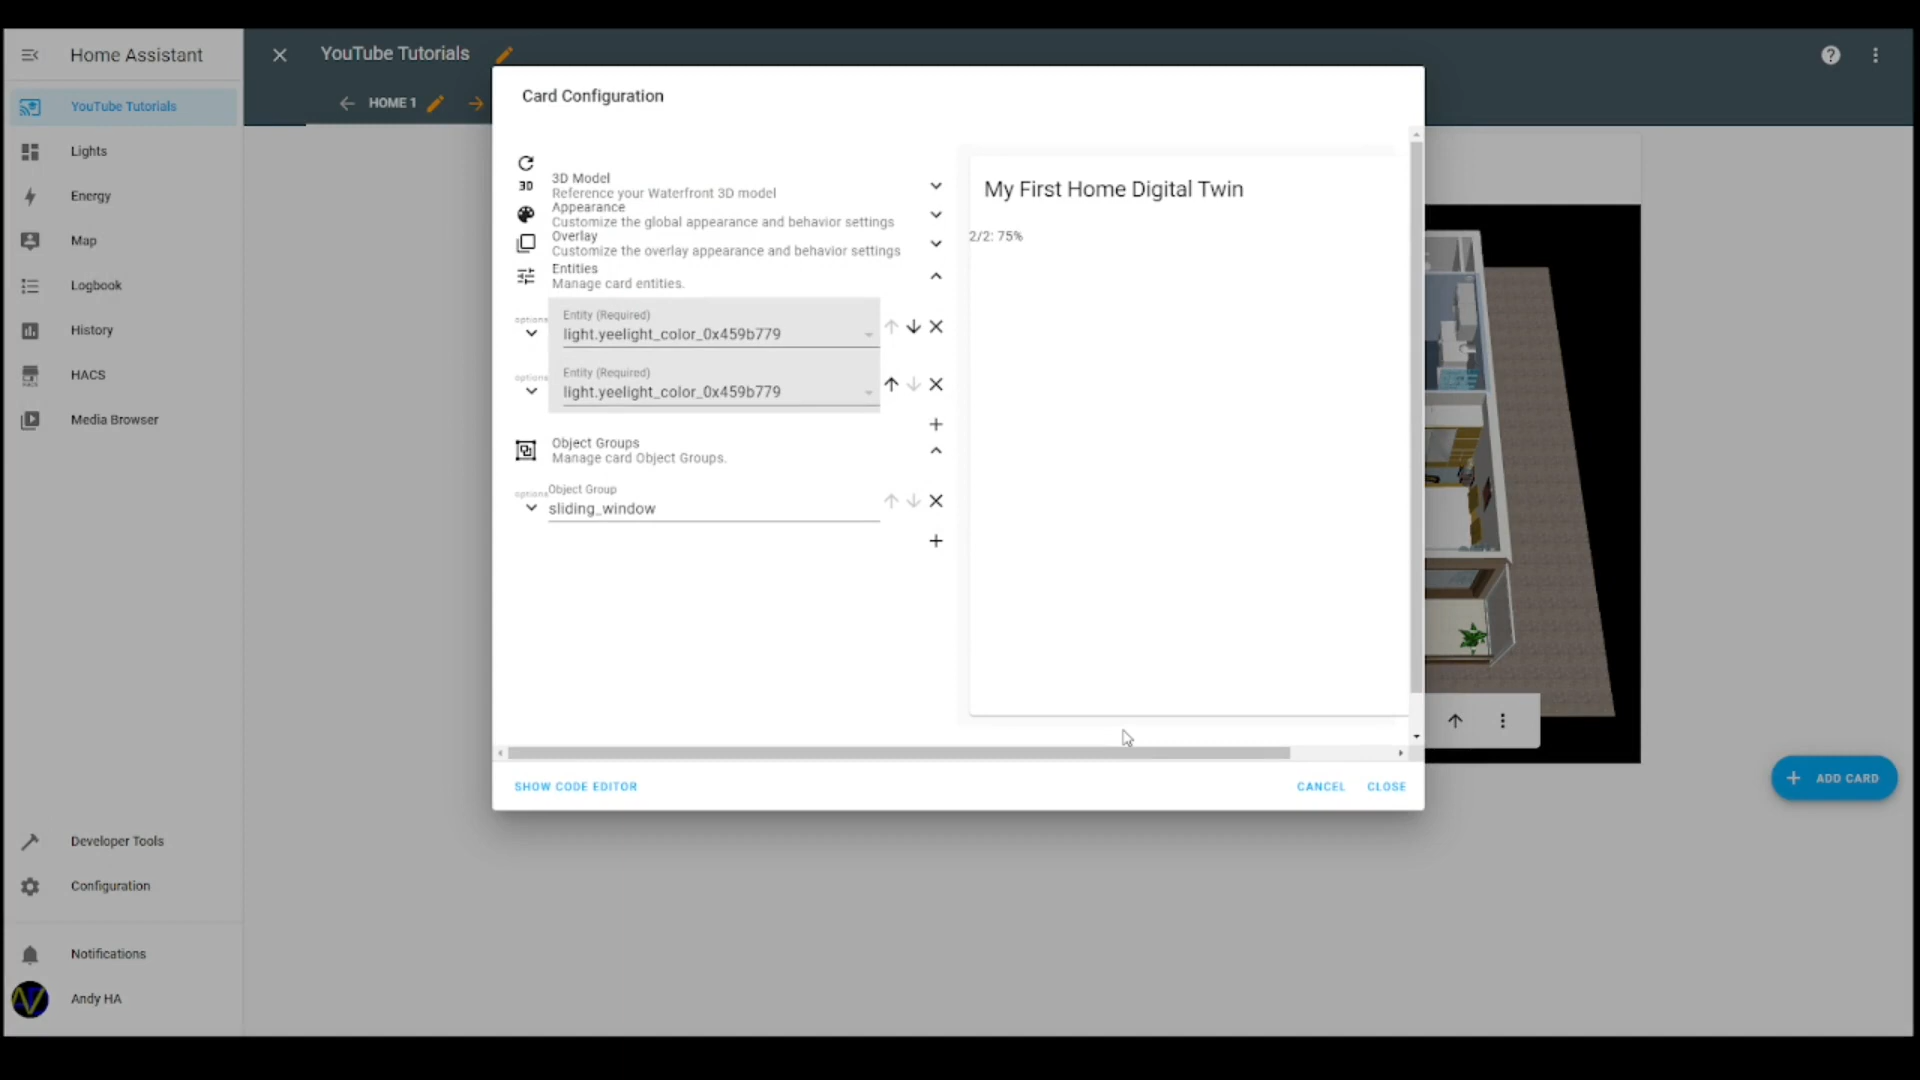 Home Assistant
YouTube Tutorials
Lights
Energy
Map
Logbook
History
HACS
Media Browser
Developer Tools
Configuration
Notifications
Andy HA
YouTube Tutorials
HOME 1
Card Configuration
3D
3D Model
Reference your Waterfront 3D model
Appearance
Customize the global appearance and behavior settings
Overlay
Customize the overlay appearance and behavior settings
Entities
Manage card entities.
options
Entity (Required)
light.yeelight_color_0x459b779
options
Entity (Required)
light.yeelight_color_0x459b779
Object Groups
Manage card Object Groups.
options
Object Group
sliding_window
My First Home Digital Twin
2/2: 75%
SHOW CODE EDITOR
CANCEL
CLOSE
ADD CARD